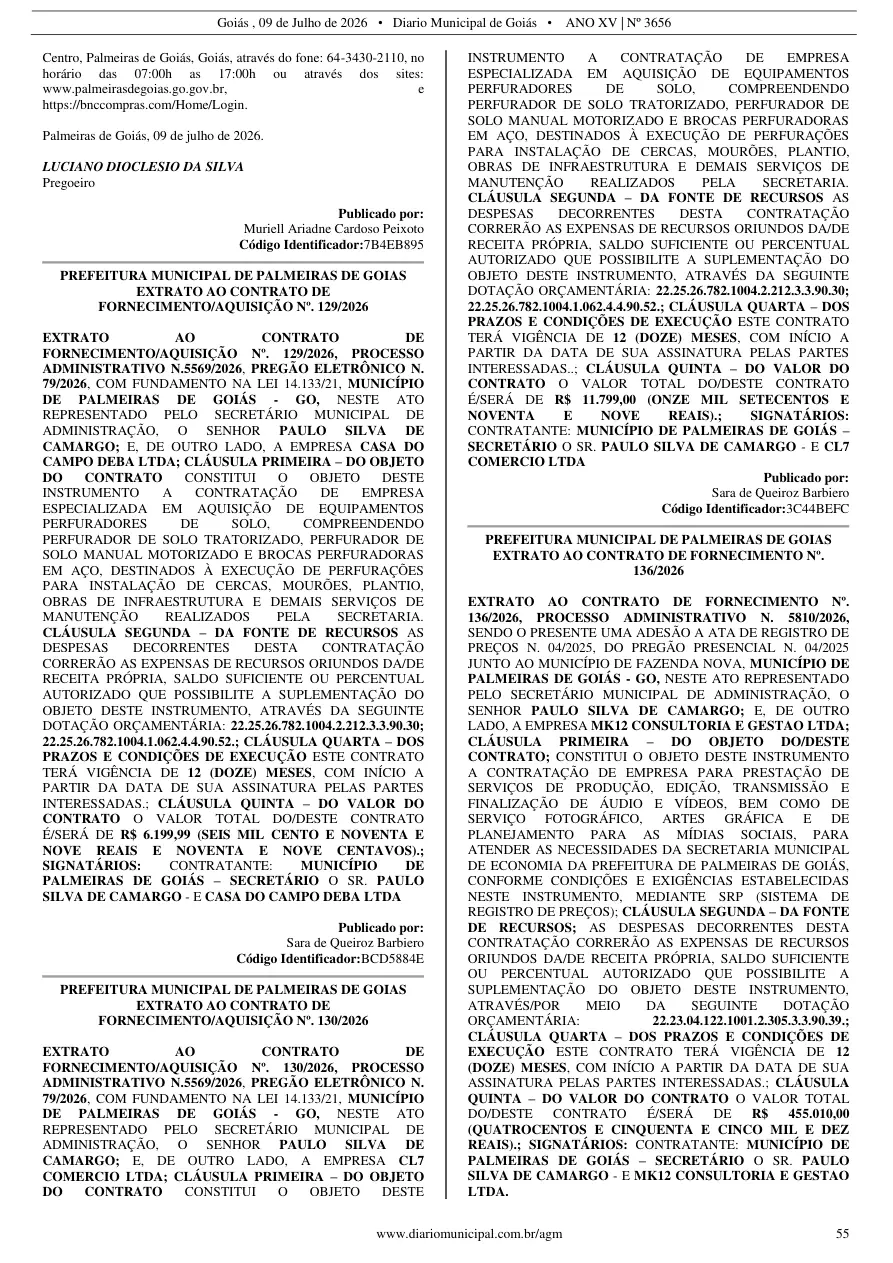 Goiás , 09 de Julho de 2026 • Diario Municipal de Goiás • ANO XV | Nº 3656
Centro, Palmeiras de Goiás, Goiás, através do fone: 64-3430-2110, no
horário das 07:00h as 17:00h ou através dos sites:
www.palmeirasdegoias.go.gov.br, e
https://bnccompras.com/Home/Login.
Palmeiras de Goiás, 09 de julho de 2026.
LUCIANO DIOCLESIO DA SILVA
Pregoeiro
Publicado por:
Muriell Ariadne Cardoso Peixoto
Código Identificador:7B4EB895
PREFEITURA MUNICIPAL DE PALMEIRAS DE GOIAS
EXTRATO AO CONTRATO DE
FORNECIMENTO/AQUISIÇÃO Nº. 129/2026
EXTRATO AO CONTRATO DE
FORNECIMENTO/AQUISIÇÃO Nº. 129/2026, PROCESSO
ADMINISTRATIVO N.5569/2026, PREGÃO ELETRÔNICO N.
79/2026, COM FUNDAMENTO NA LEI 14.133/21, MUNICÍPIO
DE PALMEIRAS DE GOIÁS - GO, NESTE ATO
REPRESENTADO PELO SECRETÁRIO MUNICIPAL DE
ADMINISTRAÇÃO, O SENHOR PAULO SILVA DE
CAMARGO; E, DE OUTRO LADO, A EMPRESA CASA DO
CAMPO DEBA LTDA; CLÁUSULA PRIMEIRA – DO OBJETO
DO CONTRATO CONSTITUI O OBJETO DESTE
INSTRUMENTO A CONTRATAÇÃO DE EMPRESA
ESPECIALIZADA EM AQUISIÇÃO DE EQUIPAMENTOS
PERFURADORES DE SOLO, COMPREENDENDO
PERFURADOR DE SOLO TRATORIZADO, PERFURADOR DE
SOLO MANUAL MOTORIZADO E BROCAS PERFURADORAS
EM AÇO, DESTINADOS À EXECUÇÃO DE PERFURAÇÕES
PARA INSTALAÇÃO DE CERCAS, MOURÕES, PLANTIO,
OBRAS DE INFRAESTRUTURA E DEMAIS SERVIÇOS DE
MANUTENÇÃO REALIZADOS PELA SECRETARIA.
CLÁUSULA SEGUNDA – DA FONTE DE RECURSOS AS
DESPESAS DECORRENTES DESTA CONTRATAÇÃO
CORRERÃO AS EXPENSAS DE RECURSOS ORIUNDOS DA/DE
RECEITA PRÓPRIA, SALDO SUFICIENTE OU PERCENTUAL
AUTORIZADO QUE POSSIBILITE A SUPLEMENTAÇÃO DO
OBJETO DESTE INSTRUMENTO, ATRAVÉS DA SEGUINTE
DOTAÇÃO ORÇAMENTÁRIA: 22.25.26.782.1004.2.212.3.3.90.30;
22.25.26.782.1004.1.062.4.4.90.52.; CLÁUSULA QUARTA – DOS
PRAZOS E CONDIÇÕES DE EXECUÇÃO ESTE CONTRATO
TERÁ VIGÊNCIA DE 12 (DOZE) MESES, COM INÍCIO A
PARTIR DA DATA DE SUA ASSINATURA PELAS PARTES
INTERESSADAS.; CLÁUSULA QUINTA – DO VALOR DO
CONTRATO O VALOR TOTAL DO/DESTE CONTRATO
É/SERÁ DE R$ 6.199,99 (SEIS MIL CENTO E NOVENTA E
NOVE REAIS E NOVENTA E NOVE CENTAVOS).;
SIGNATÁRIOS: CONTRATANTE: MUNICÍPIO DE
PALMEIRAS DE GOIÁS – SECRETÁRIO O SR. PAULO
SILVA DE CAMARGO - E CASA DO CAMPO DEBA LTDA
Publicado por:
Sara de Queiroz Barbiero
Código Identificador:BCD5884E
PREFEITURA MUNICIPAL DE PALMEIRAS DE GOIAS
EXTRATO AO CONTRATO DE
FORNECIMENTO/AQUISIÇÃO Nº. 130/2026
EXTRATO AO CONTRATO DE
FORNECIMENTO/AQUISIÇÃO Nº. 130/2026, PROCESSO
ADMINISTRATIVO N.5569/2026, PREGÃO ELETRÔNICO N.
79/2026, COM FUNDAMENTO NA LEI 14.133/21, MUNICÍPIO
DE PALMEIRAS DE GOIÁS - GO, NESTE ATO
REPRESENTADO PELO SECRETÁRIO MUNICIPAL DE
ADMINISTRAÇÃO, O SENHOR PAULO SILVA DE
CAMARGO; E, DE OUTRO LADO, A EMPRESA CL7
COMERCIO LTDA; CLÁUSULA PRIMEIRA – DO OBJETO
DO CONTRATO CONSTITUI O OBJETO DESTE
INSTRUMENTO A CONTRATAÇÃO DE EMPRESA
ESPECIALIZADA EM AQUISIÇÃO DE EQUIPAMENTOS
PERFURADORES DE SOLO, COMPREENDENDO
PERFURADOR DE SOLO TRATORIZADO, PERFURADOR DE
SOLO MANUAL MOTORIZADO E BROCAS PERFURADORAS
EM AÇO, DESTINADOS À EXECUÇÃO DE PERFURAÇÕES
PARA INSTALAÇÃO DE CERCAS, MOURÕES, PLANTIO,
OBRAS DE INFRAESTRUTURA E DEMAIS SERVIÇOS DE
MANUTENÇÃO REALIZADOS PELA SECRETARIA.
CLÁUSULA SEGUNDA – DA FONTE DE RECURSOS AS
DESPESAS DECORRENTES DESTA CONTRATAÇÃO
CORRERÃO AS EXPENSAS DE RECURSOS ORIUNDOS DA/DE
RECEITA PRÓPRIA, SALDO SUFICIENTE OU PERCENTUAL
AUTORIZADO QUE POSSIBILITE A SUPLEMENTAÇÃO DO
OBJETO DESTE INSTRUMENTO, ATRAVÉS DA SEGUINTE
DOTAÇÃO ORÇAMENTÁRIA: 22.25.26.782.1004.2.212.3.3.90.30;
22.25.26.782.1004.1.062.4.4.90.52.; CLÁUSULA QUARTA – DOS
PRAZOS E CONDIÇÕES DE EXECUÇÃO ESTE CONTRATO
TERÁ VIGÊNCIA DE 12 (DOZE) MESES, COM INÍCIO A
PARTIR DA DATA DE SUA ASSINATURA PELAS PARTES
INTERESSADAS..; CLÁUSULA QUINTA – DO VALOR DO
CONTRATO O VALOR TOTAL DO/DESTE CONTRATO
É/SERÁ DE R$ 11.799,00 (ONZE MIL SETECENTOS E
NOVENTA E NOVE REAIS).; SIGNATÁRIOS:
CONTRATANTE: MUNICÍPIO DE PALMEIRAS DE GOIÁS –
SECRETÁRIO O SR. PAULO SILVA DE CAMARGO - E CL7
COMERCIO LTDA
Publicado por:
Sara de Queiroz Barbiero
Código Identificador:3C44BEFC
PREFEITURA MUNICIPAL DE PALMEIRAS DE GOIAS
EXTRATO AO CONTRATO DE FORNECIMENTO Nº.
136/2026
EXTRATO AO CONTRATO DE FORNECIMENTO Nº.
136/2026, PROCESSO ADMINISTRATIVO N. 5810/2026,
SENDO O PRESENTE UMA ADESÃO A ATA DE REGISTRO DE
PREÇOS N. 04/2025, DO PREGÃO PRESENCIAL N. 04/2025
JUNTO AO MUNICÍPIO DE FAZENDA NOVA, MUNICÍPIO DE
PALMEIRAS DE GOIÁS - GO, NESTE ATO REPRESENTADO
PELO SECRETÁRIO MUNICIPAL DE ADMINISTRAÇÃO, O
SENHOR PAULO SILVA DE CAMARGO; E, DE OUTRO
LADO, A EMPRESA MK12 CONSULTORIA E GESTAO LTDA;
CLÁUSULA PRIMEIRA – DO OBJETO DO/DESTE
CONTRATO; CONSTITUI O OBJETO DESTE INSTRUMENTO
A CONTRATAÇÃO DE EMPRESA PARA PRESTAÇÃO DE
SERVIÇOS DE PRODUÇÃO, EDIÇÃO, TRANSMISSÃO E
FINALIZAÇÃO DE ÁUDIO E VÍDEOS, BEM COMO DE
SERVIÇO FOTOGRÁFICO, ARTES GRÁFICA E DE
PLANEJAMENTO PARA AS MÍDIAS SOCIAIS, PARA
ATENDER AS NECESSIDADES DA SECRETARIA MUNICIPAL
DE ECONOMIA DA PREFEITURA DE PALMEIRAS DE GOIÁS,
CONFORME CONDIÇÕES E EXIGÊNCIAS ESTABELECIDAS
NESTE INSTRUMENTO, MEDIANTE SRP (SISTEMA DE
REGISTRO DE PREÇOS); CLÁUSULA SEGUNDA – DA FONTE
DE RECURSOS; AS DESPESAS DECORRENTES DESTA
CONTRATAÇÃO CORRERÃO AS EXPENSAS DE RECURSOS
ORIUNDOS DA/DE RECEITA PRÓPRIA, SALDO SUFICIENTE
OU PERCENTUAL AUTORIZADO QUE POSSIBILITE A
SUPLEMENTAÇÃO DO OBJETO DESTE INSTRUMENTO,
ATRAVÉS/POR MEIO DA SEGUINTE DOTAÇÃO
ORÇAMENTÁRIA: 22.23.04.122.1001.2.305.3.3.90.39.;
CLÁUSULA QUARTA – DOS PRAZOS E CONDIÇÕES DE
EXECUÇÃO ESTE CONTRATO TERÁ VIGÊNCIA DE 12
(DOZE) MESES, COM INÍCIO A PARTIR DA DATA DE SUA
ASSINATURA PELAS PARTES INTERESSADAS.; CLÁUSULA
QUINTA – DO VALOR DO CONTRATO O VALOR TOTAL
DO/DESTE CONTRATO É/SERÁ DE R$ 455.010,00
(QUATROCENTOS E CINQUENTA E CINCO MIL E DEZ
REAIS).; SIGNATÁRIOS: CONTRATANTE: MUNICÍPIO DE
PALMEIRAS DE GOIÁS – SECRETÁRIO O SR. PAULO
SILVA DE CAMARGO - E MK12 CONSULTORIA E GESTAO
LTDA.
www.diariomunicipal.com.br/agm 55